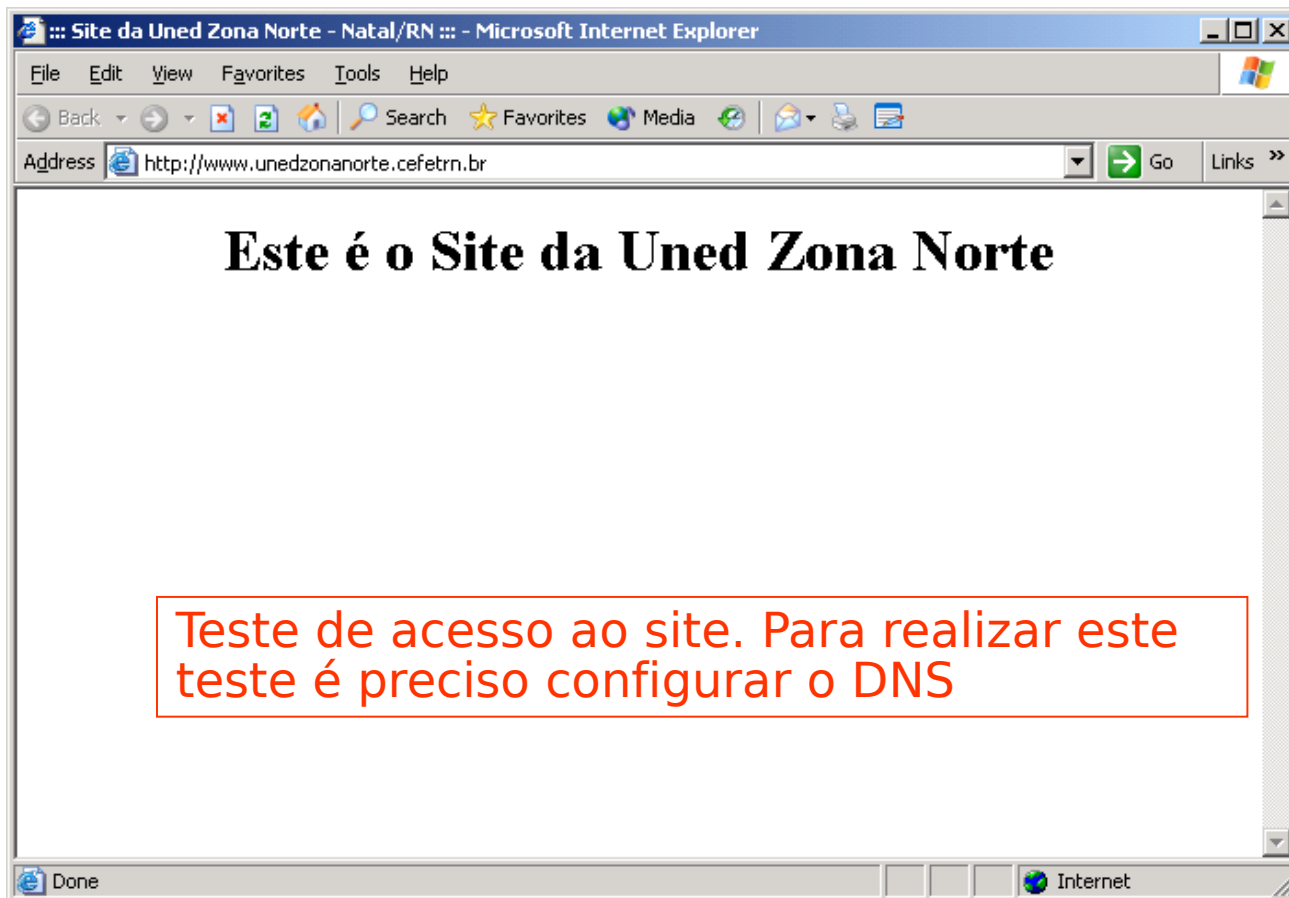 ::: Site da Uned Zona Norte - Natal/RN ::: - Microsoft Internet Explorer
File Edit View Favorites Tools Help
Back Search Favorites Media
Address http://www.unedzonanorte.cefetrn.br Go Links »
Este é o Site da Uned Zona Norte
Teste de acesso ao site. Para realizar este
teste é preciso configurar o DNS
Done Internet